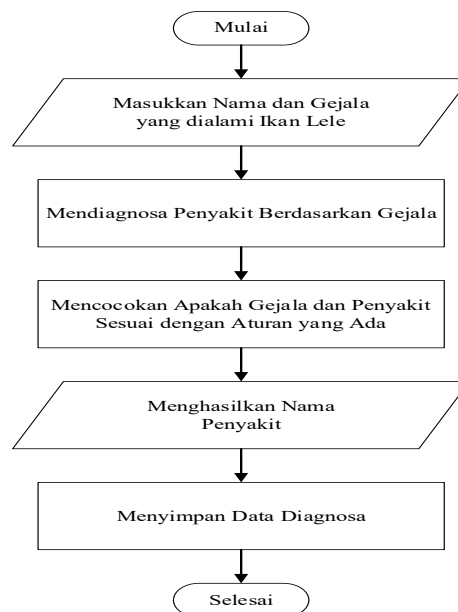 Mulai
Masukkan Nama dan Gejala
yang dialami Ikan Lele
Mendiagnosa Penyakit Berdasarkan Gejala
Mencocokan Apakah Gejala dan Penyakit
Sesuai dengan Aturan yang Ada
Menghasilkan Nama
Penyakit
Menyimpan Data Diagnosa
Selesai